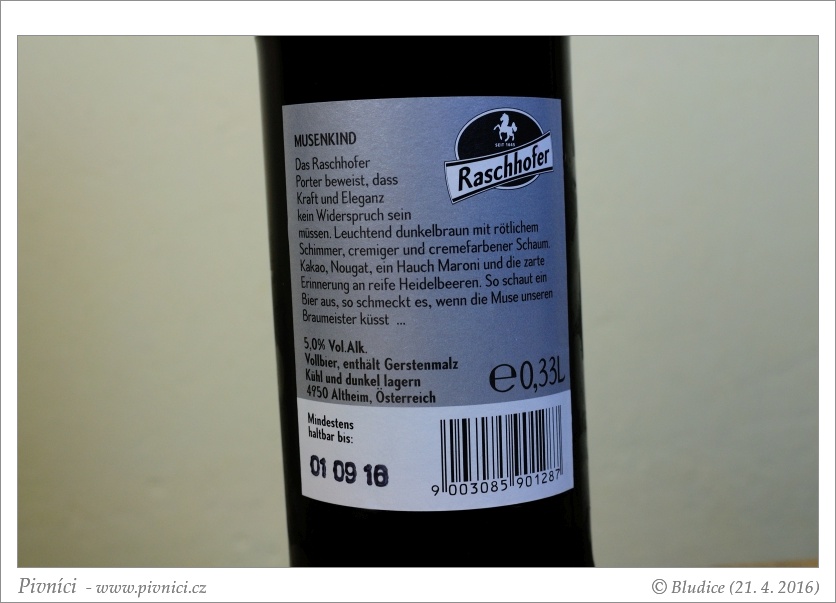 MUSENKIND
Das Raschhofer
Porter beweist, dass
Kraft und Eleganz
kein Widerspruch sein
müssen. Leuchtend dunkelbraun mit rötlichem
Schimmer, cremiger und cremefarbener Schaum.
Kakao, Nougat, ein Hauch Maroni und die zarte
Erinnerung an reife Heidelbeeren. So schaut ein
Bier aus, so schmeckt es, wenn die Muse unseren
Braumeister küsst ...
SEIT 1645
Raschhofer
5,0% Vol.Alk.
Vollbier, enthält Gerstenmalz
Kühl und dunkel lagern
4950 Altheim, Österreich
℮ 0,33L
Mindestens
haltbar bis:
01 09 16
9 003085 901287
Pivníci - www.pivnici.cz
© Bludice (21. 4. 2016)